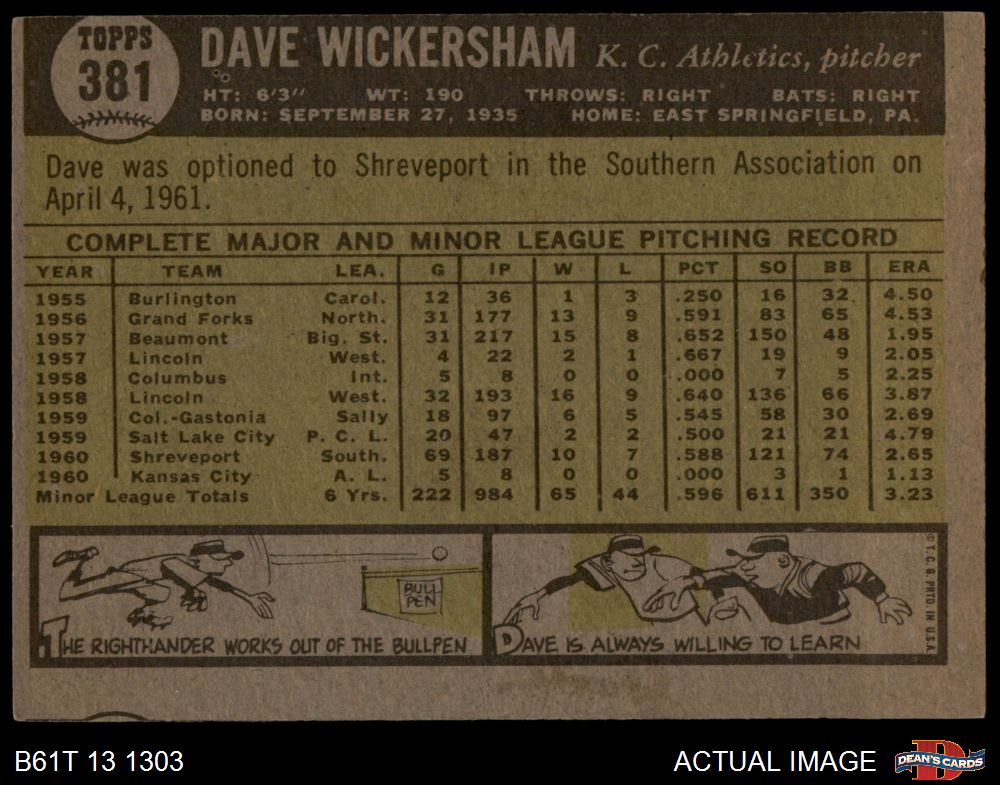 TOPPS
381
DAVE WICKERSHAM K. C. Athletics, pitcher
HT: 6'3" WT: 190 THROWS: RIGHT BATS: RIGHT
BORN: SEPTEMBER 27, 1935 HOME: EAST SPRINGFIELD, PA.
Dave was optioned to Shreveport in the Southern Association on
April 4, 1961.
COMPLETE MAJOR AND MINOR LEAGUE PITCHING RECORD
YEAR TEAM LEA. G IP W L PCT SO BB ERA
1955 Burlington Carol. 12 36 1 3 .250 16 32 4.50
1956 Grand Forks North. 31 177 13 9 .591 83 65 4.53
1957 Beaumont Big. St. 31 217 15 8 .652 150 48 1.95
1957 Lincoln West. 4 22 2 1 .667 19 9 2.05
1958 Columbus Int. 5 8 0 0 .000 7 5 2.25
1958 Lincoln West. 32 193 16 9 .640 136 66 3.87
1959 Col.-Gastonia Sally 18 97 6 5 .545 58 30 2.69
1959 Salt Lake City P. C. L. 20 47 2 2 .500 21 21 4.79
1960 Shreveport South. 69 187 10 7 .588 121 74 2.65
1960 Kansas City A. L. 5 8 0 0 .000 3 1 1.13
Minor League Totals 6 Yrs. 222 984 65 44 .596 611 350 3.23
BULL
PEN
THE RIGHTHANDER WORKS OUT OF THE BULLPEN
DAVE IS ALWAYS WILLING TO LEARN
© T. C. G. PRTD. IN U.S.A.
B61T 13 1303
ACTUAL IMAGE
D
DEAN'S CARDS